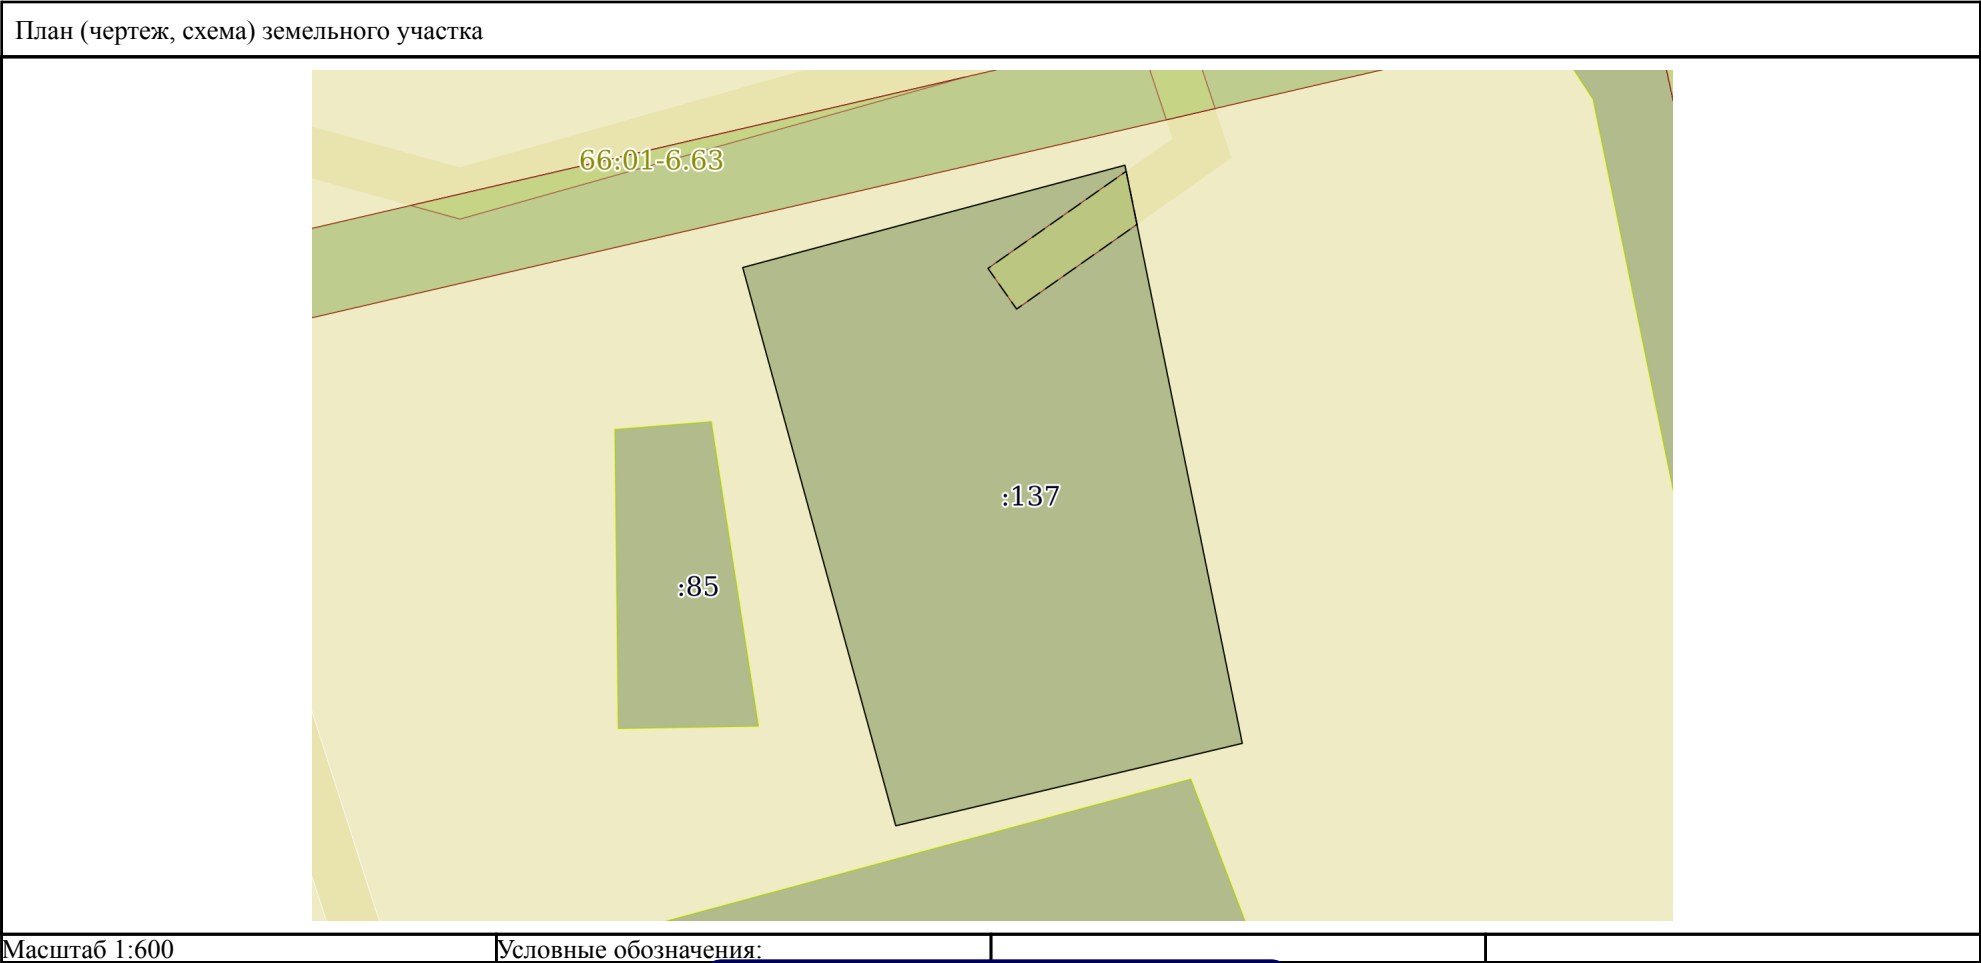 План (чертеж, схема) земельного участка
66:01-6.63
:137
:85
Масштаб 1:600
Условные обозначения: